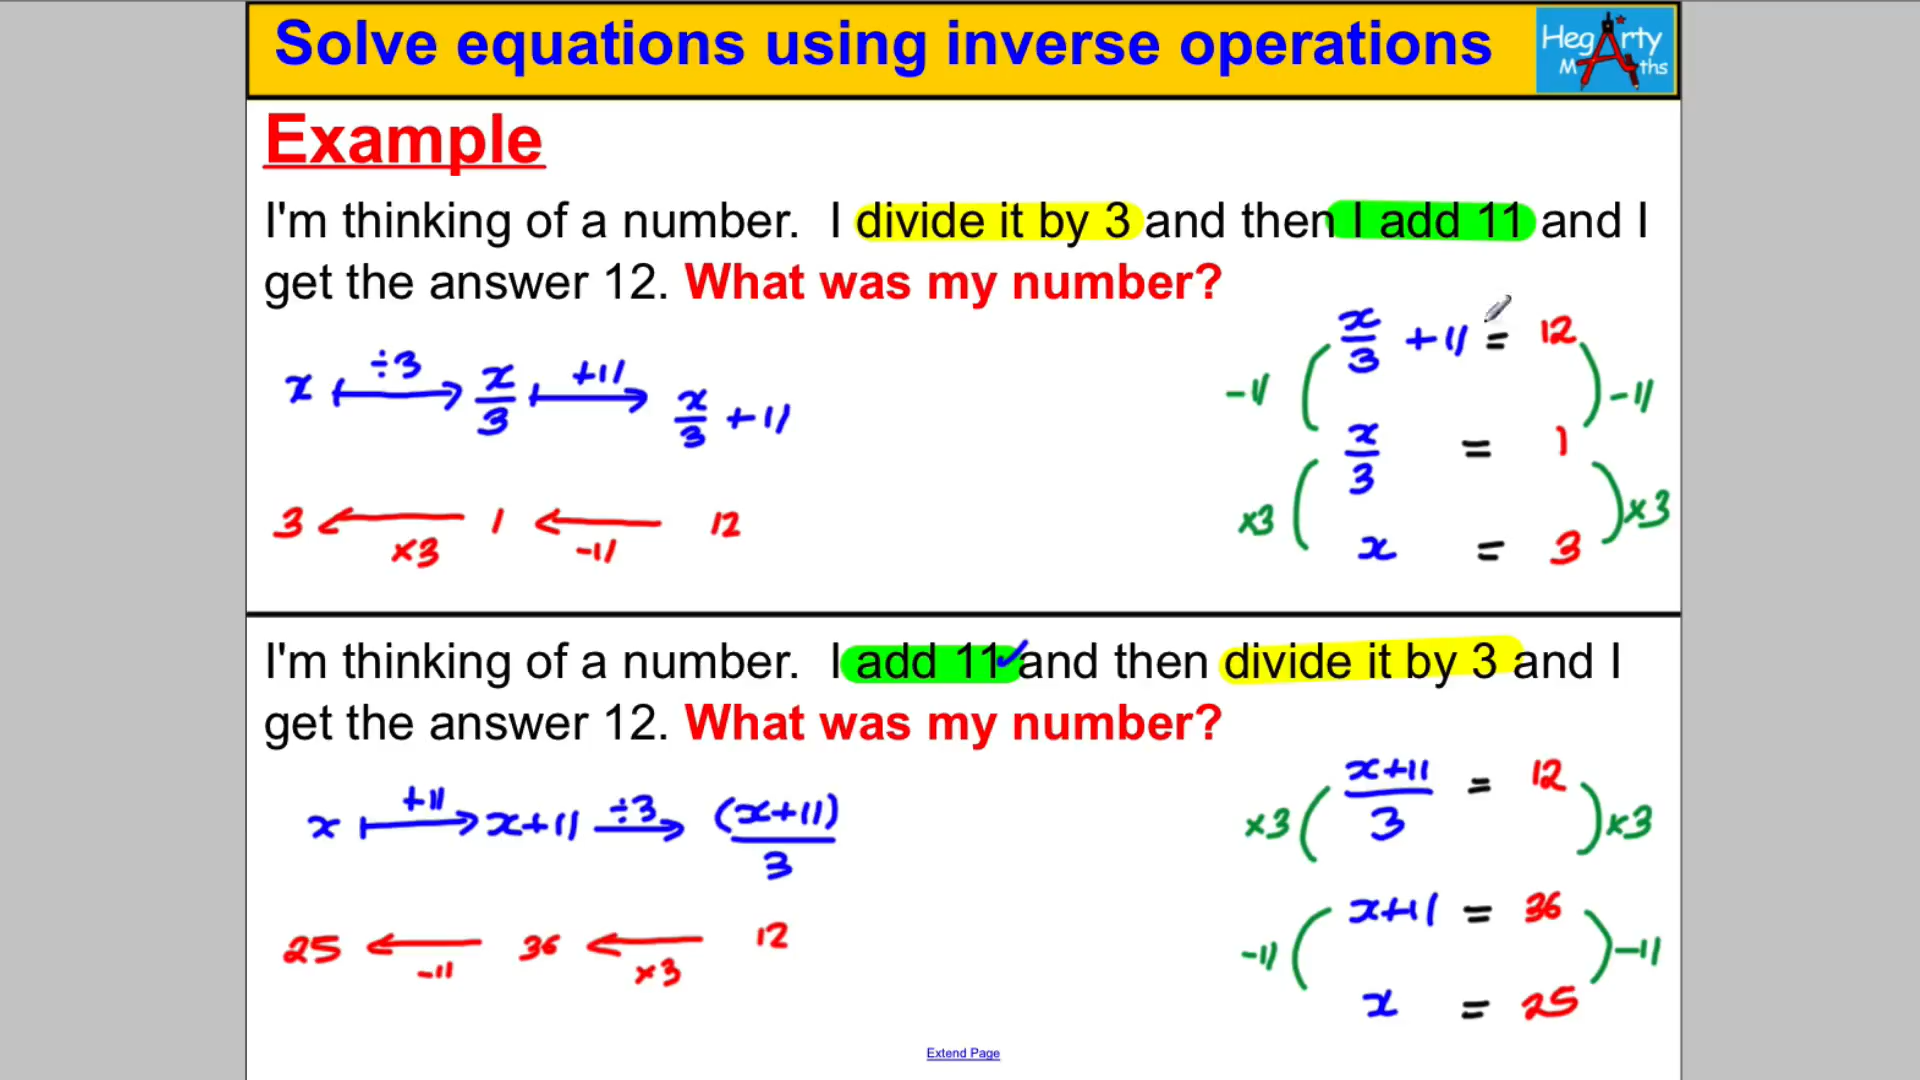 Solve equations using inverse operations
HegArty
Maths
Example
I'm thinking of a number. I divide it by 3 and then I add 11 and I
get the answer 12. What was my number?
x ÷3 x/3 +11 x/3 + 11
3 ×3 1 -11 12
x/3 + 11 = 12
-11 -11
x/3 = 1
×3 ×3
x = 3
I'm thinking of a number. I add 11 and then divide it by 3 and I
get the answer 12. What was my number?
x +11 x+11 ÷3 (x+11)/3
25 -11 36 ×3 12
x+11/3 = 12
×3 ×3
x+11 = 36
-11 -11
x = 25
Extend Page